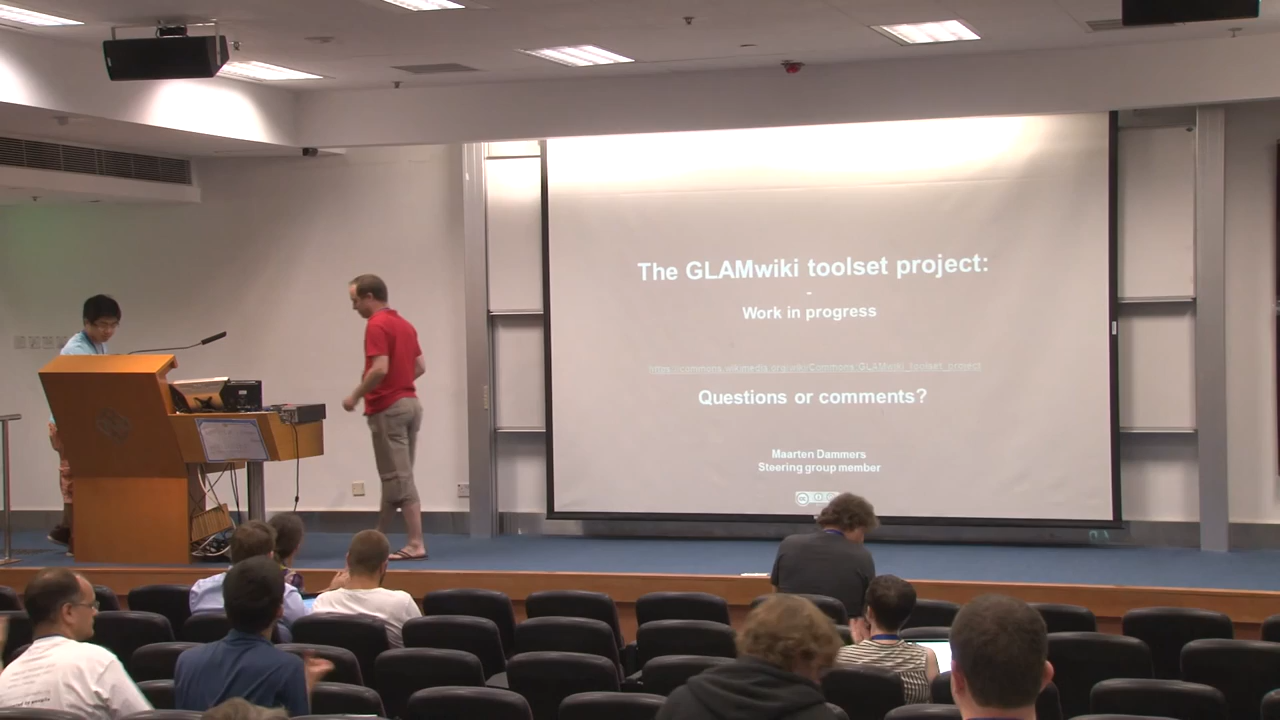 The GLAMwiki toolset project:
-
Work in progress
https://commons.wikimedia.org/wiki/Commons:GLAMwiki_toolset_project
Questions or comments?
Maarten Dammers
Steering group member